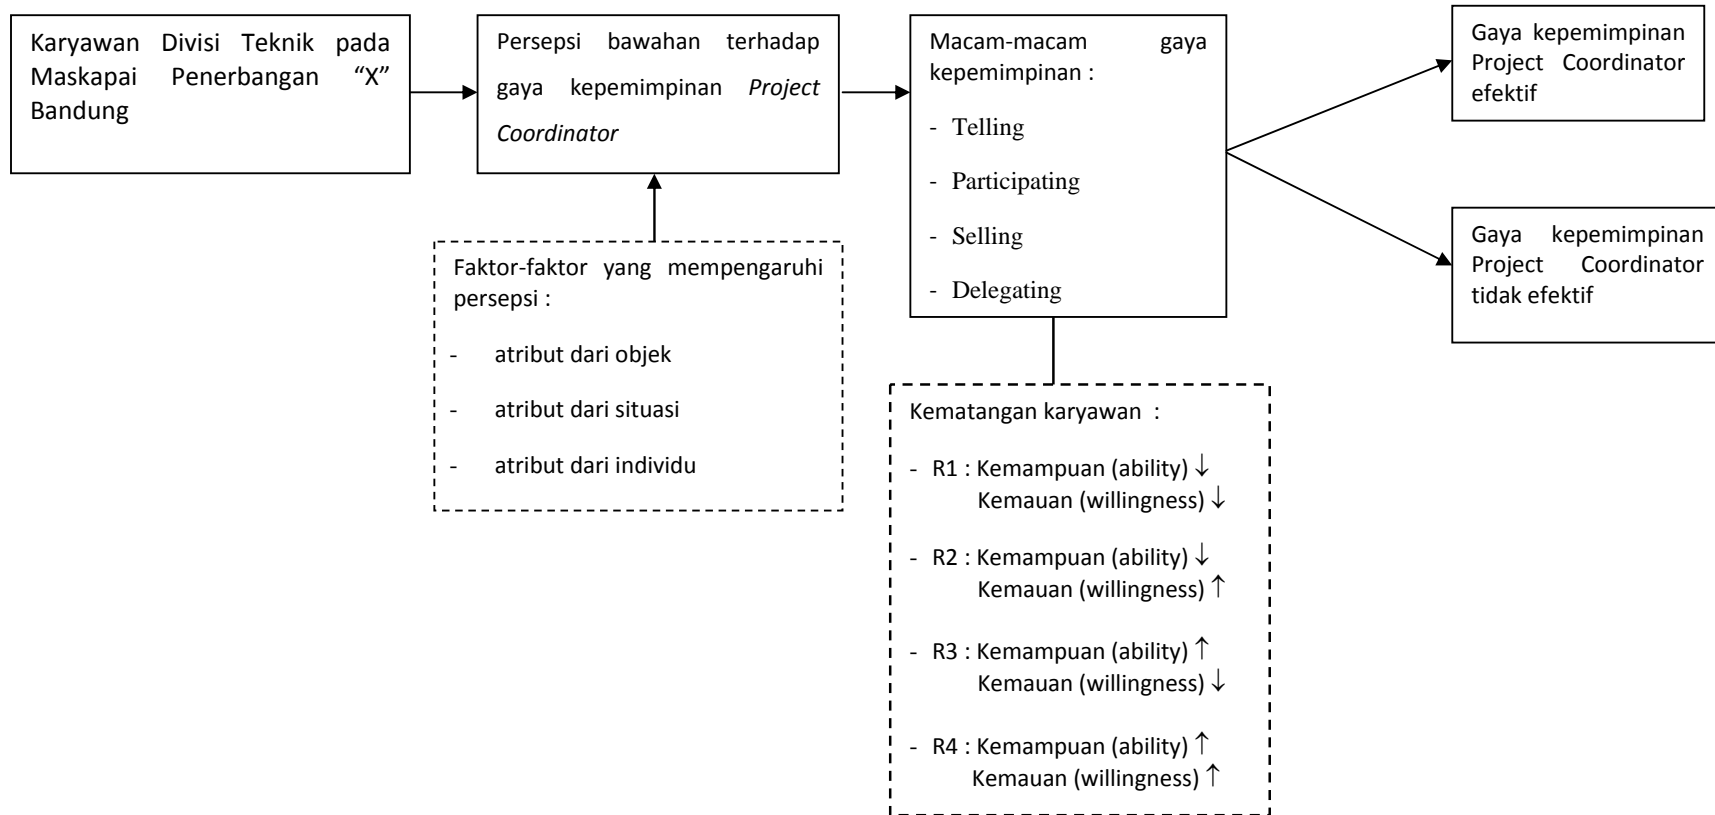 Karyawan Divisi Teknik pada
Maskapai Penerbangan “X”
Bandung
Persepsi bawahan terhadap
gaya kepemimpinan Project
Coordinator
Faktor-faktor yang mempengaruhi
persepsi :
- atribut dari objek
- atribut dari situasi
- atribut dari individu
Macam-macam gaya
kepemimpinan :
- Telling
- Participating
- Selling
- Delegating
Kematangan karyawan :
- R1 : Kemampuan (ability) ↓
Kemauan (willingness) ↓
- R2 : Kemampuan (ability) ↓
Kemauan (willingness) ↑
- R3 : Kemampuan (ability) ↑
Kemauan (willingness) ↓
- R4 : Kemampuan (ability) ↑
Kemauan (willingness) ↑
Gaya kepemimpinan
Project Coordinator
efektif
Gaya kepemimpinan
Project Coordinator
tidak efektif